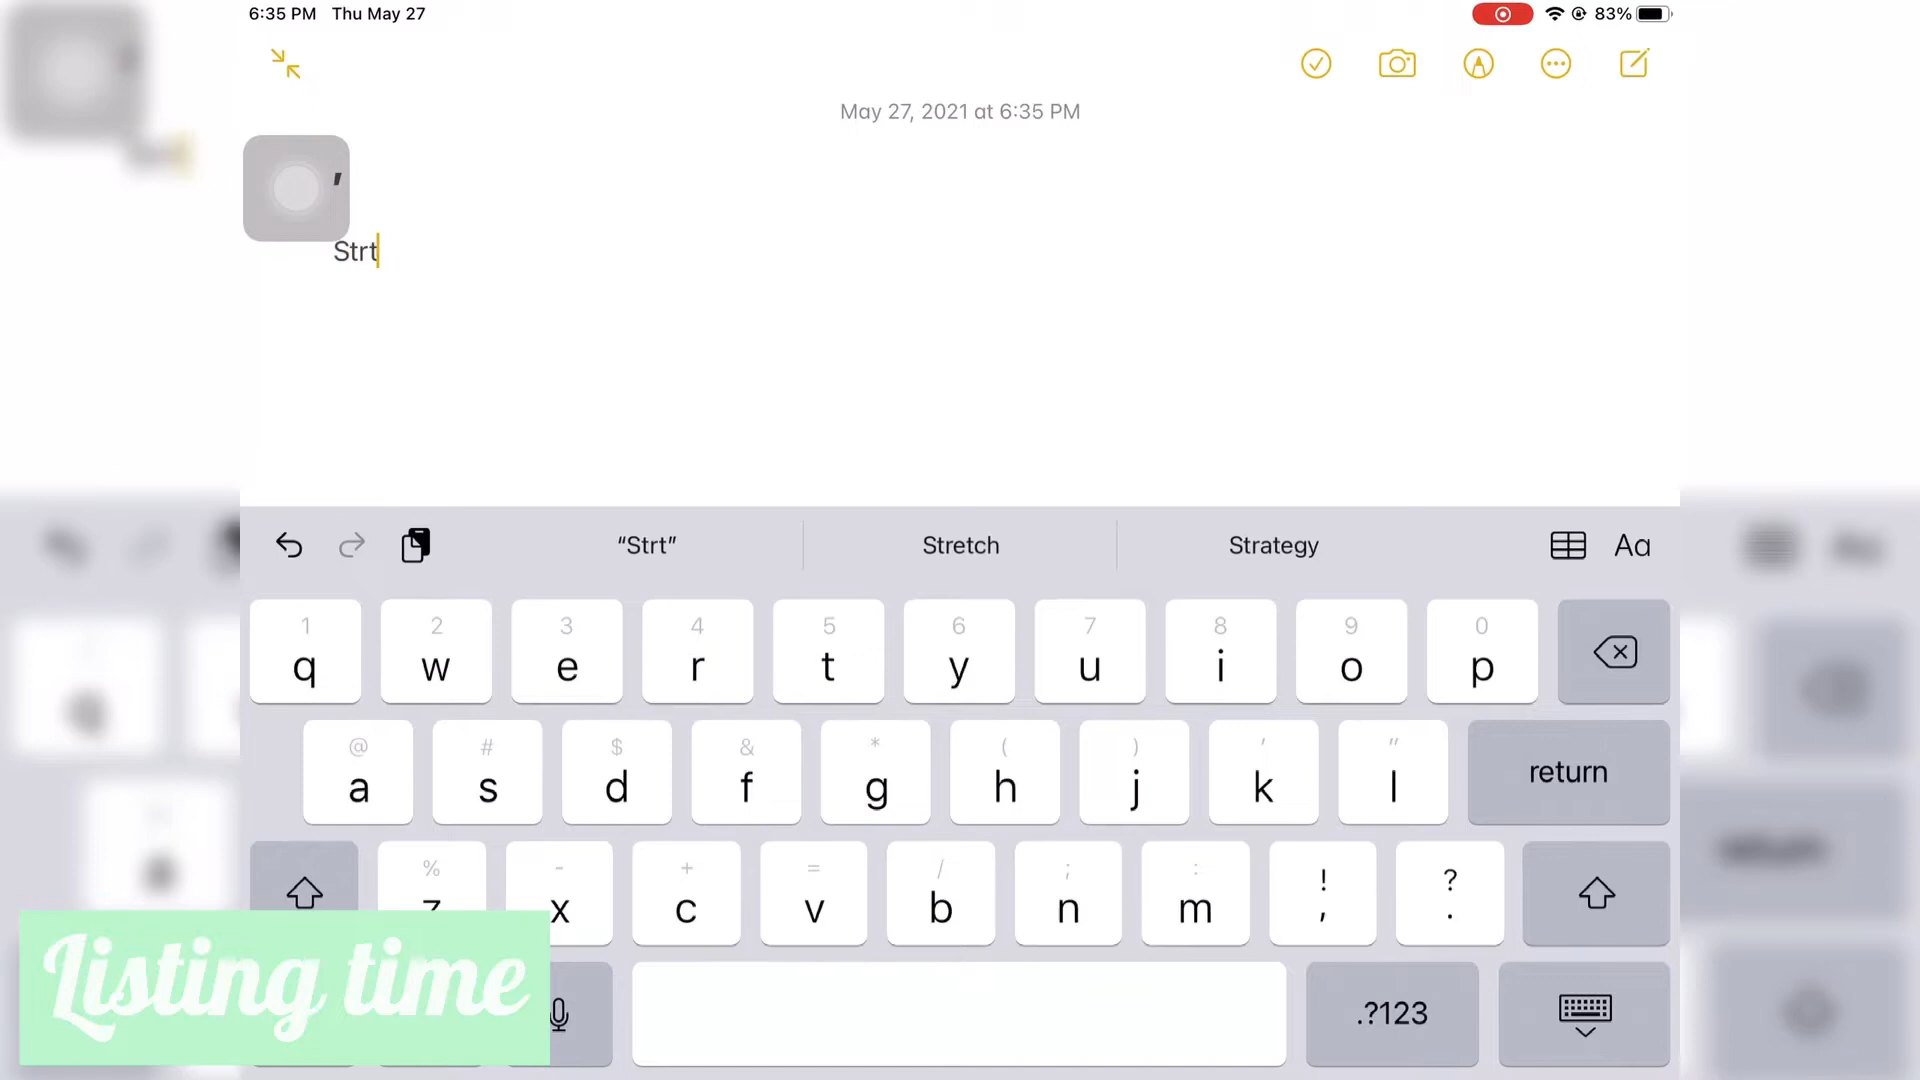 6:35 PM Thu May 27
83%
May 27, 2021 at 6:35 PM
'
Strt
“Strt” Stretch Strategy
Aa
1 2 3 4 5 6 7 8 9 0
q w e r t y u i o p
@ # $ & * ( ) ' "
a s d f g h j k l return
% - + = / ; : ! ?
z x c v b n m , .
Listing time
.?123